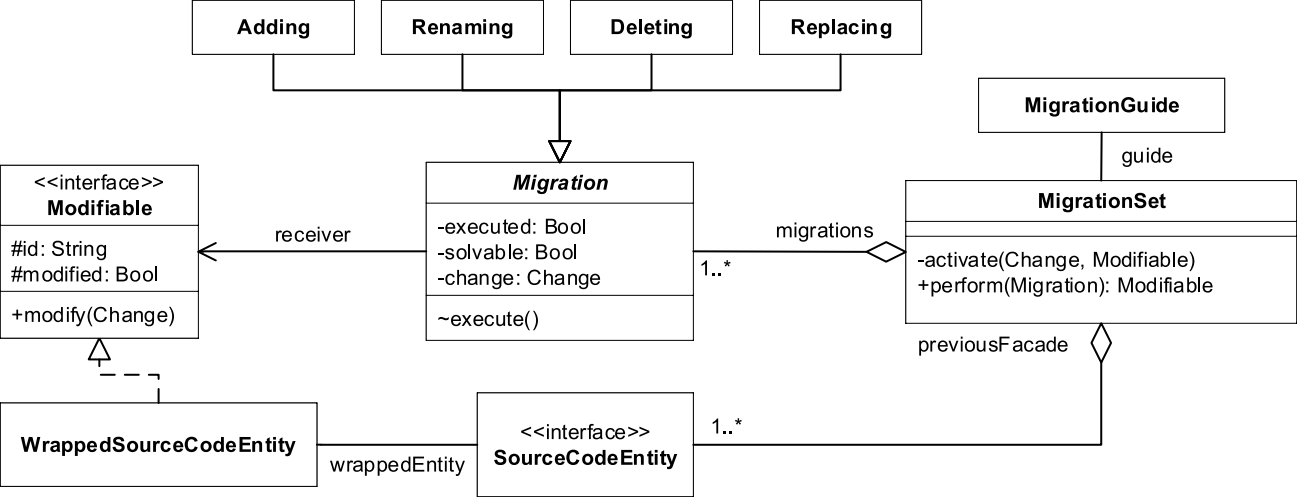 Adding
Renaming
Deleting
Replacing
MigrationGuide
guide
<<interface>>
Modifiable
#id: String
#modified: Bool
+modify(Change)
receiver
Migration
-executed: Bool
-solvable: Bool
-change: Change
~execute()
migrations
1..*
MigrationSet
-activate(Change, Modifiable)
+perform(Migration): Modifiable
previousFacade
WrappedSourceCodeEntity
wrappedEntity
<<interface>>
SourceCodeEntity
1..*